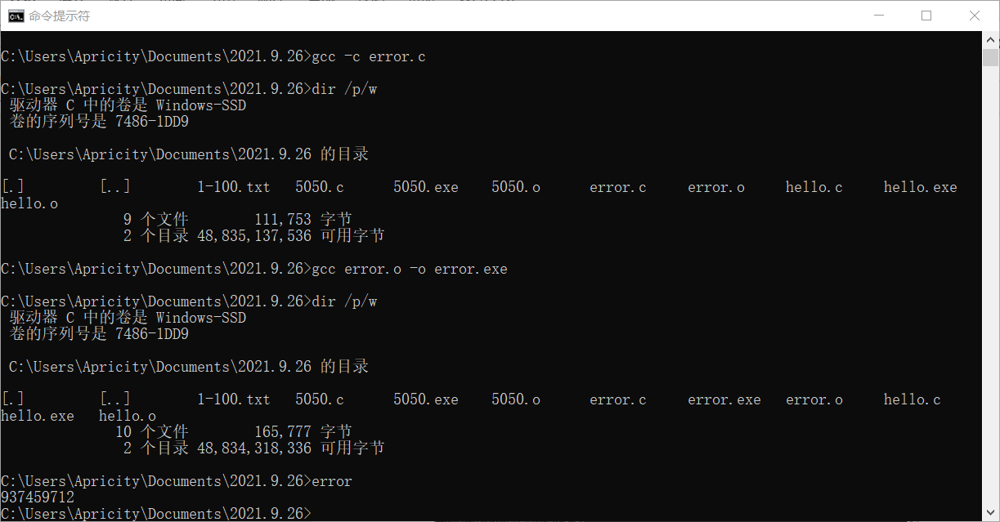 命令提示符
C:\Users\Apricity\Documents\2021.9.26>gcc -c error.c
C:\Users\Apricity\Documents\2021.9.26>dir /p/w
驱动器 C 中的卷是 Windows-SSD
卷的序列号是 7486-1DD9
C:\Users\Apricity\Documents\2021.9.26 的目录
[.] [..] 1-100.txt 5050.c 5050.exe 5050.o error.c error.o hello.c hello.exe
hello.o
9 个文件 111,753 字节
2 个目录 48,835,137,536 可用字节
C:\Users\Apricity\Documents\2021.9.26>gcc error.o -o error.exe
C:\Users\Apricity\Documents\2021.9.26>dir /p/w
驱动器 C 中的卷是 Windows-SSD
卷的序列号是 7486-1DD9
C:\Users\Apricity\Documents\2021.9.26 的目录
[.] [..] 1-100.txt 5050.c 5050.exe 5050.o error.c error.exe error.o hello.c
hello.exe hello.o
10 个文件 165,777 字节
2 个目录 48,834,318,336 可用字节
C:\Users\Apricity\Documents\2021.9.26>error
937459712
C:\Users\Apricity\Documents\2021.9.26>